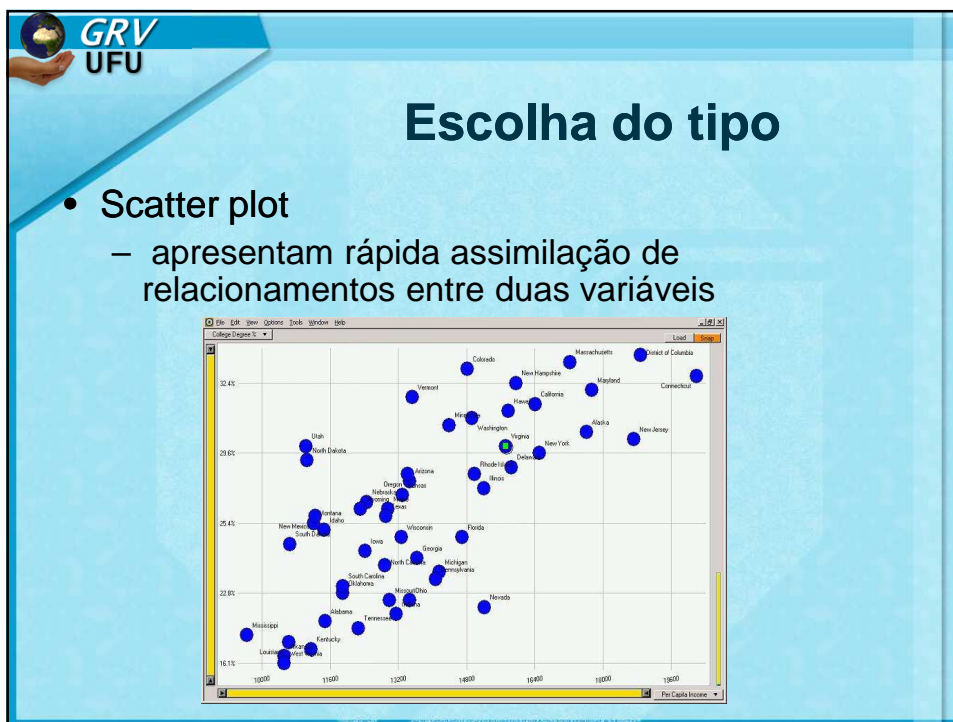 GRV
UFU
Escolha do tipo
• Scatter plot
– apresentam rápida assimilação de
relacionamentos entre duas variáveis
File Edit View Options Tools Window Help
College Degree %
Load Snap
Massachusetts
District of Columbia
Colorado
New Hampshire
Connecticut
32.4%
Maryland
Vermont
California
Hawaii
Washington
Alaska
New Jersey
Utah
Virginia
29.6%
North Dakota
New York
Delaware
Rhode Isl
Arizona
Illinois
Oregon
Nebraska
Montana
25.4%
New Mexico
Idaho
South Da
Wisconsin
Florida
Iowa
Georgia
North Ca
Michigan
South Carolina
Oklahoma
22.8%
Missouri
Ohio
Nevada
Alabama
Tennessee
Mississippi
Kentucky
16.1%
10000 11600 13200 14800 16400 18000 19600
Per Capita Income